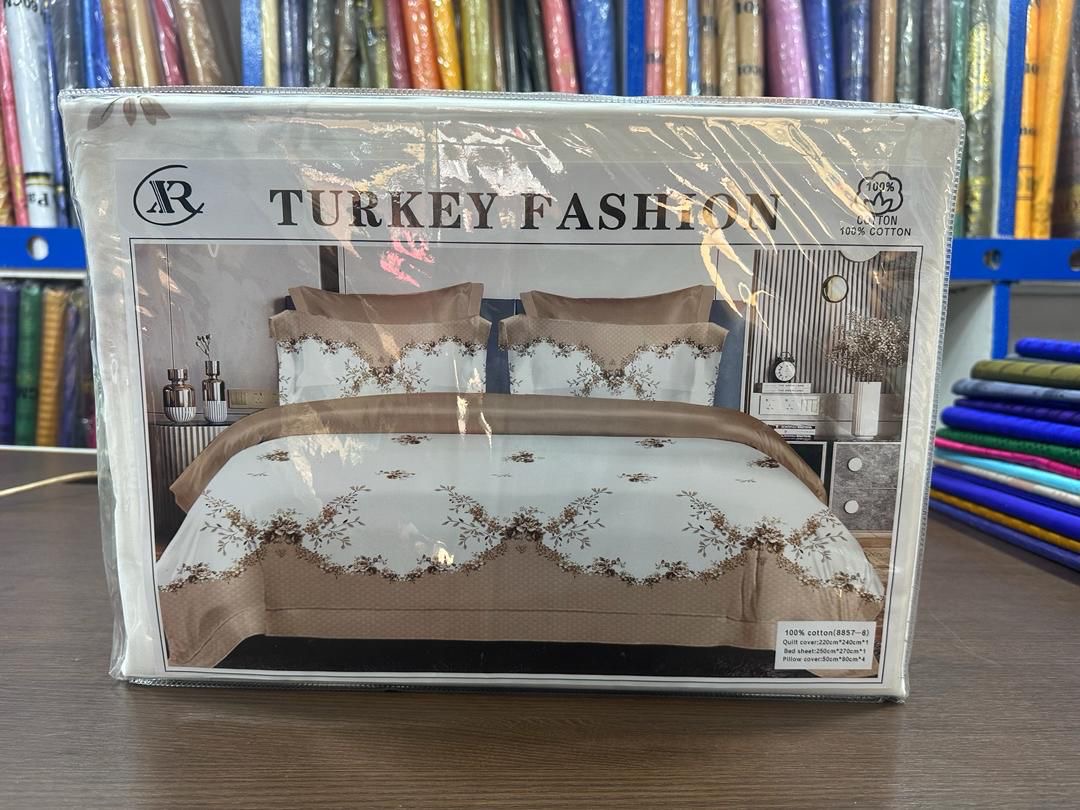 TURKEY FASHION
100%
COTTON
100% COTTON
100% cotton(8857-8)
Quilt cover:220cm*240cm*1
Bed sheet:250cm*270cm*1
Pillow cover:50cm*80cm*4